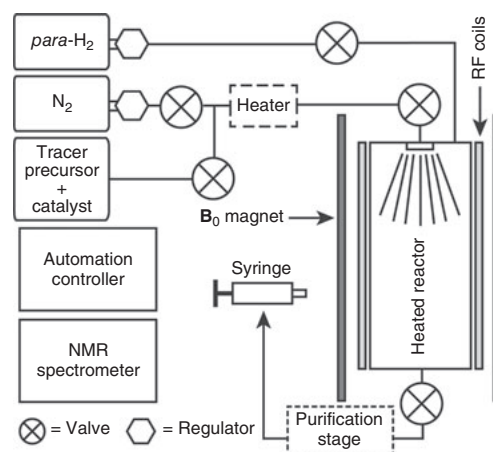 para-H2
N2
Heater
Tracer
precursor
+
catalyst
B0 magnet
RF coils
Heated reactor
Automation
controller
Syringe
NMR
spectrometer
Purification
stage
= Valve
= Regulator